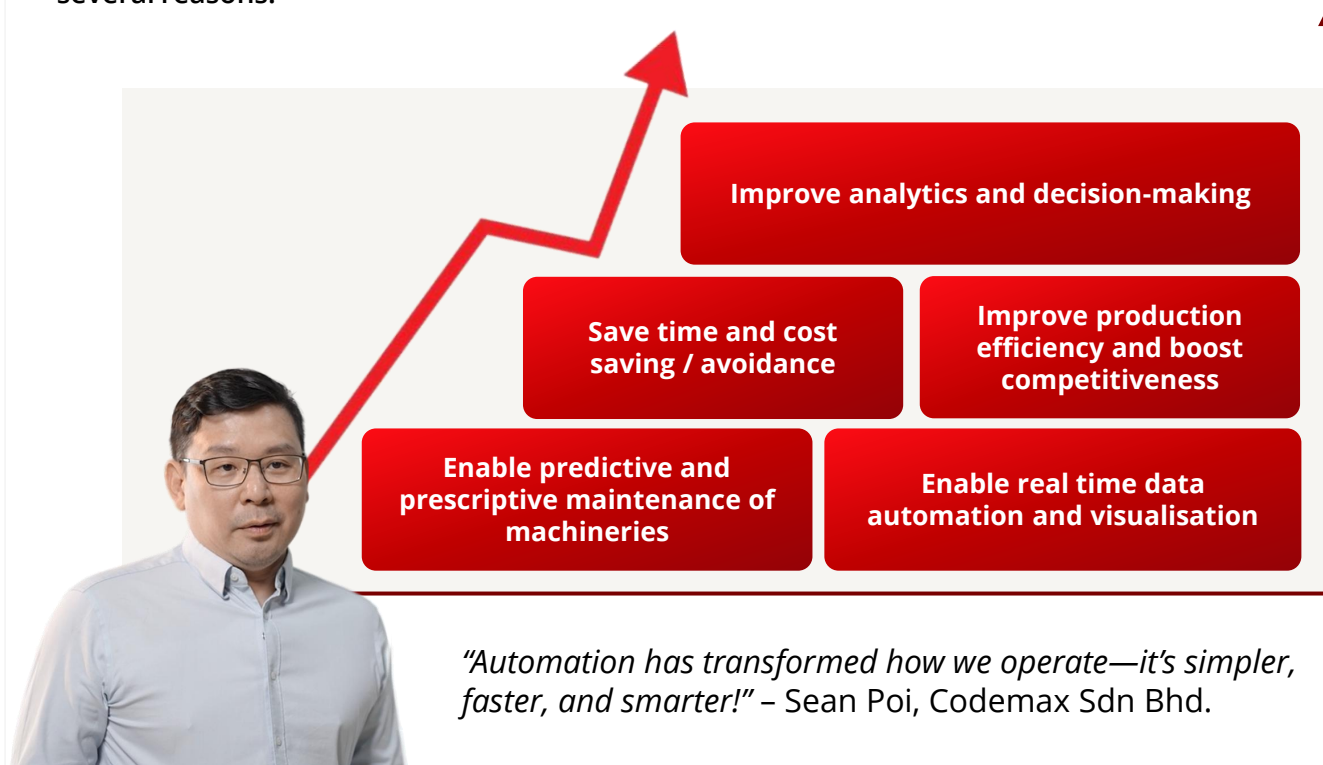 several reasons:
Improve analytics and decision-making
Save time and cost
saving / avoidance
Improve production
efficiency and boost
competitiveness
Enable predictive and
prescriptive maintenance of
machineries
Enable real time data
automation and visualisation
“Automation has transformed how we operate—it’s simpler,
faster, and smarter!” – Sean Poi, Codemax Sdn Bhd.